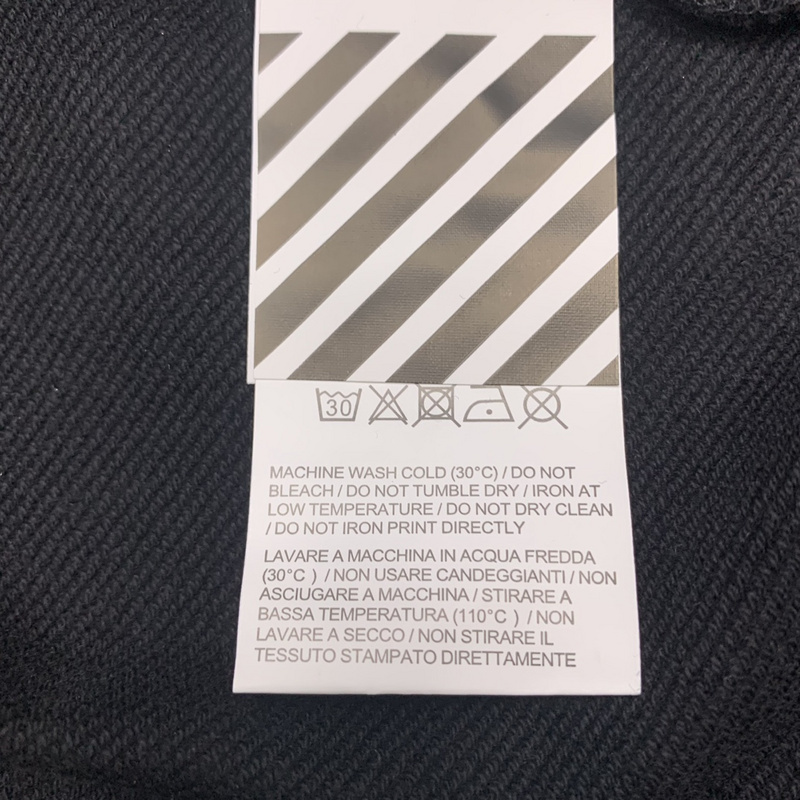 30
MACHINE WASH COLD (30°C) / DO NOT
BLEACH / DO NOT TUMBLE DRY / IRON AT
LOW TEMPERATURE / DO NOT DRY CLEAN
/ DO NOT IRON PRINT DIRECTLY
LAVARE A MACCHINA IN ACQUA FREDDA
(30°C ) / NON USARE CANDEGGIANTI / NON
ASCIUGARE A MACCHINA / STIRARE A
BASSA TEMPERATURA (110°C ) / NON
LAVARE A SECCO / NON STIRARE IL
TESSUTO STAMPATO DIRETTAMENTE